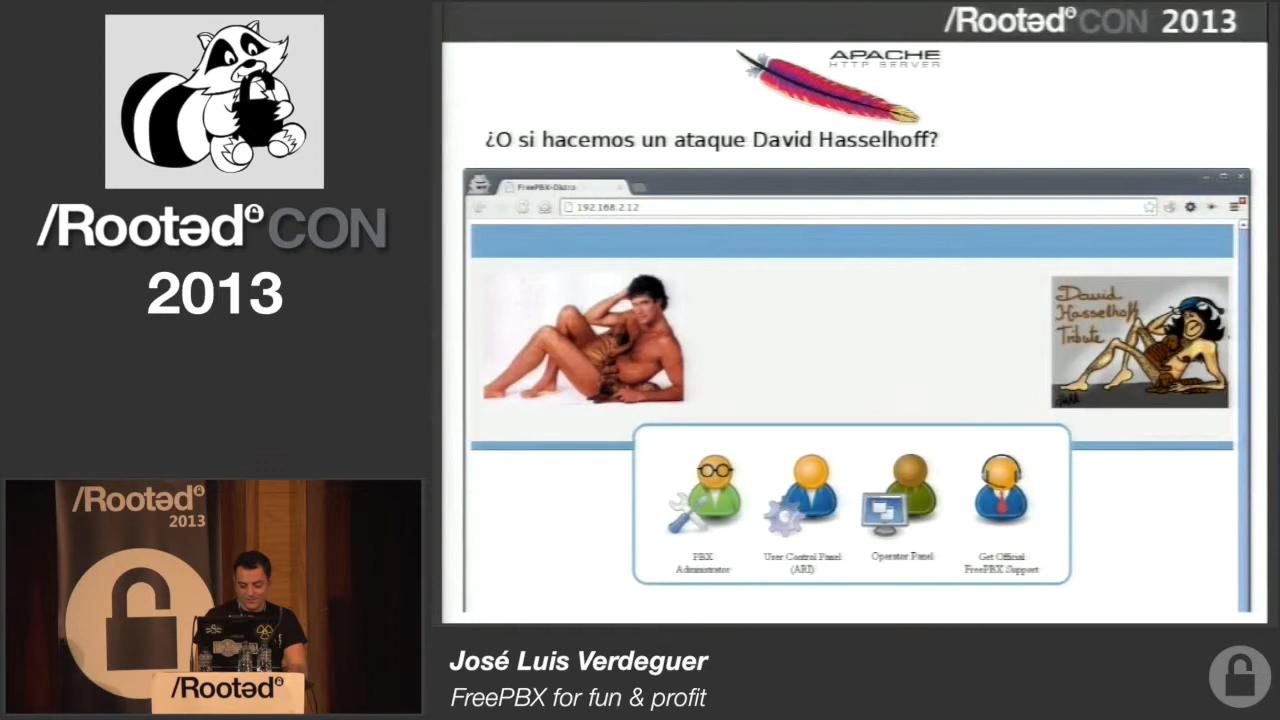 /Rootəd CON
2013
/Rootəd CON 2013
APACHE
HTTP SERVER
¿O si hacemos un ataque David Hasselhoff?
FreePBX-Distro
192.168.2.12
David
Hasselhoff
Tribute
PBX
Administrator
User Control Panel
(ARI)
Operator Panel
Get Official
FreePBX Support
/Rootəd
2013
/Rootəd
José Luis Verdeguer
FreePBX for fun & profit